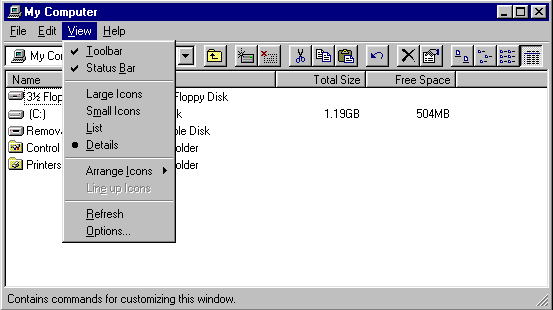 My Computer
File Edit View Help
My Co
Toolbar
Status Bar
Large Icons
Small Icons
List
Details
Arrange Icons
Line up Icons
Refresh
Options...
Name Total Size Free Space
3½ Flop Floppy Disk
(C:) k 1.19GB 504MB
Remova ble Disk
Control older
Printers older
Contains commands for customizing this window.